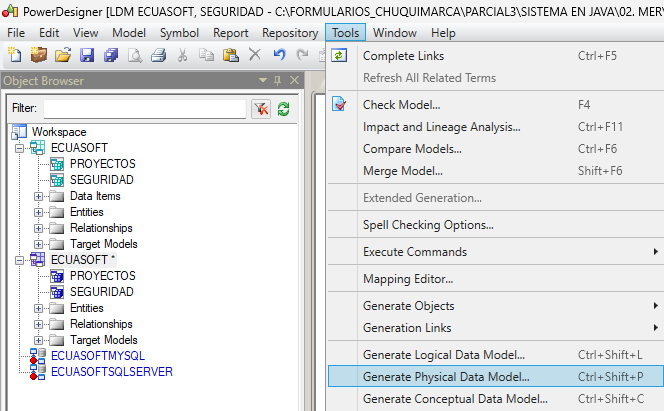 PowerDesigner [LDM ECUASOFT, SEGURIDAD - C:\FORMULARIOS_CHUQUIMARCA\PARCIAL3\SISTEMA EN JAVA\02. MER\
File Edit View Model Symbol Report Repository Tools Window Help
Object Browser
Filter:
Workspace
ECUASOFT
PROYECTOS
SEGURIDAD
Data Items
Entities
Relationships
Target Models
ECUASOFT *
PROYECTOS
SEGURIDAD
Entities
Relationships
Target Models
ECUASOFTMYSQL
ECUASOFTSQLSERVER
Complete Links Ctrl+F5
Refresh All Related Terms
Check Model... F4
Impact and Lineage Analysis... Ctrl+F11
Compare Models... Ctrl+F6
Merge Model... Shift+F6
Extended Generation...
Spell Checking Options...
Execute Commands
Mapping Editor...
Generate Objects
Generation Links
Generate Logical Data Model... Ctrl+Shift+L
Generate Physical Data Model... Ctrl+Shift+P
Generate Conceptual Data Model... Ctrl+Shift+C